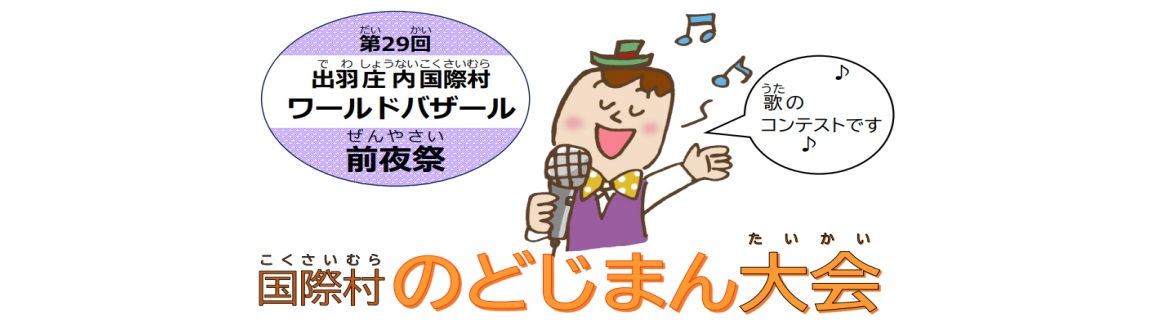 だい かい
第29回
でわ しょうないこくさいむら
出羽庄内国際村
ワールドバザール
ぜんやさい
前夜祭
♪
うた
歌の
コンテストです
♪
こくさいむら たいかい
国際村のどじまん大会